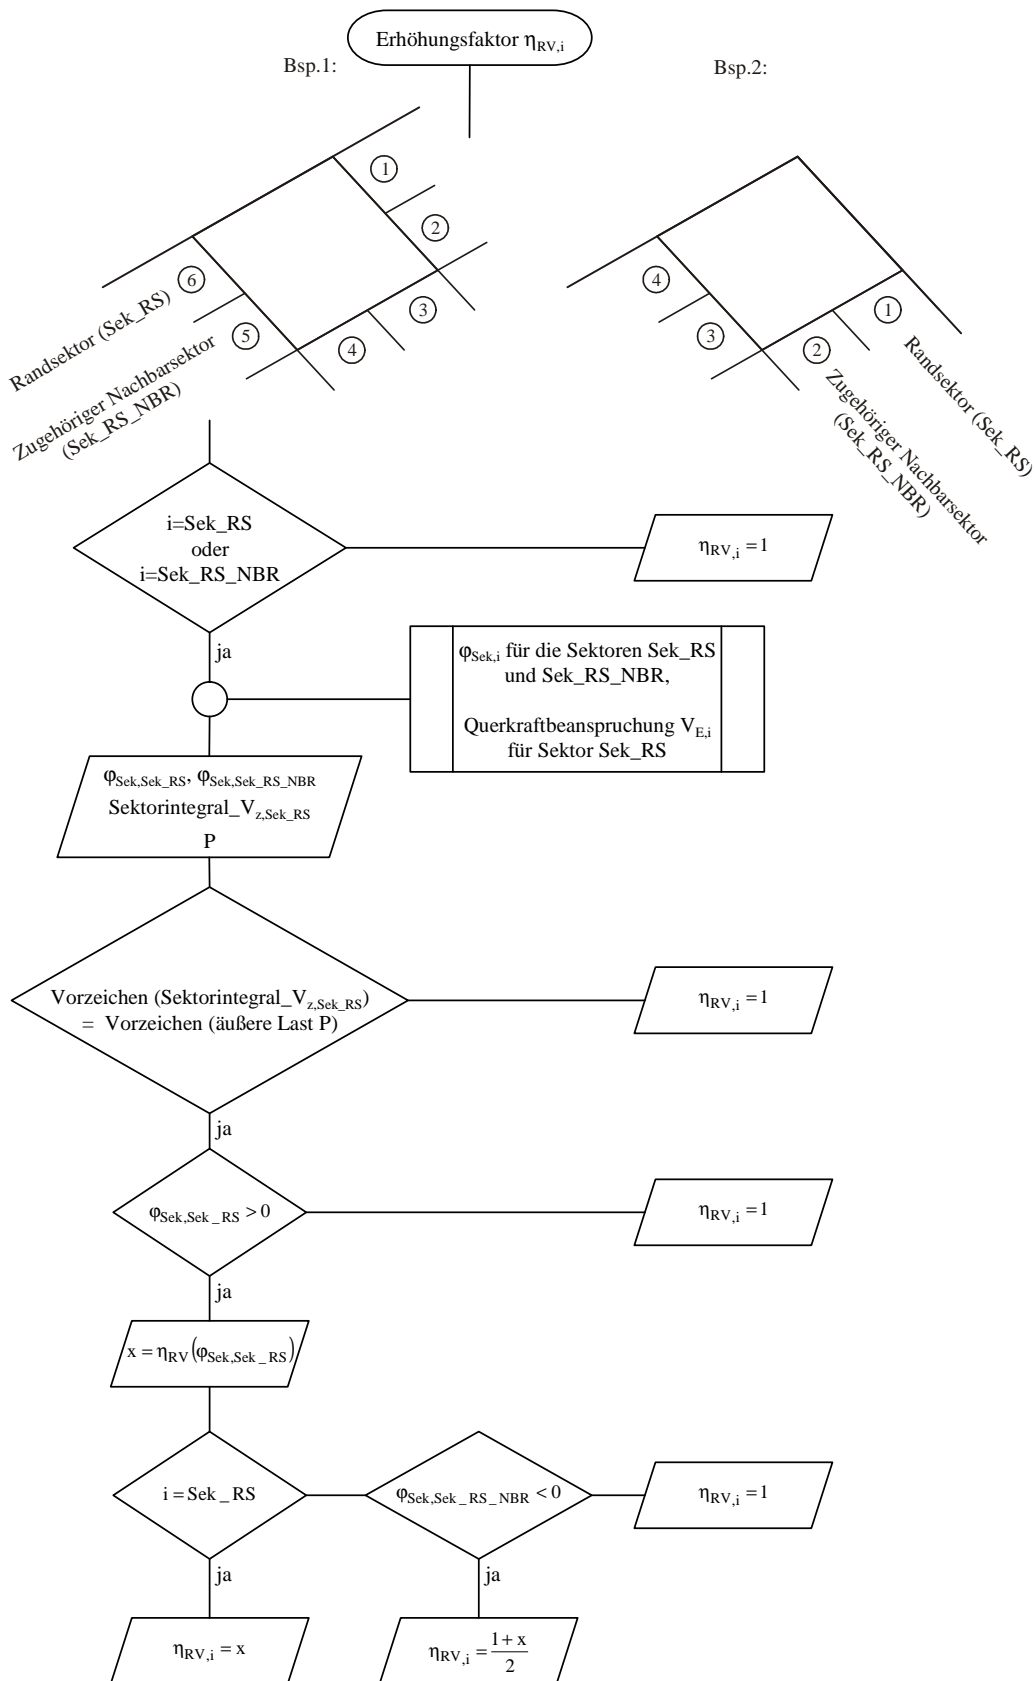 Erhöhungsfaktor η_RV,i
Bsp.1:
Bsp.2:
1
2
3
4
5
6
Randsektor (Sek_RS)
Zugehöriger Nachbarsektor
(Sek_RS_NBR)
4
3
2
1
Randsektor (Sek_RS)
Zugehöriger Nachbarsektor
(Sek_RS_NBR)
i=Sek_RS
oder
i=Sek_RS_NBR
η_RV,i = 1
ja
φ_Sek,i für die Sektoren Sek_RS
und Sek_RS_NBR,
Querkraftbeanspruchung V_E,i
für Sektor Sek_RS
φ_Sek,Sek_RS, φ_Sek,Sek_RS_NBR
Sektorintegral_V_z,Sek_RS
P
Vorzeichen (Sektorintegral_V_z,Sek_RS)
= Vorzeichen (äußere Last P)
η_RV,i = 1
ja
φ_Sek,Sek_RS > 0
η_RV,i = 1
ja
x = η_RV(φ_Sek,Sek_RS)
i = Sek_RS
φ_Sek,Sek_RS_NBR < 0
η_RV,i = 1
ja
ja
η_RV,i = x
η_RV,i = (1 + x)/2